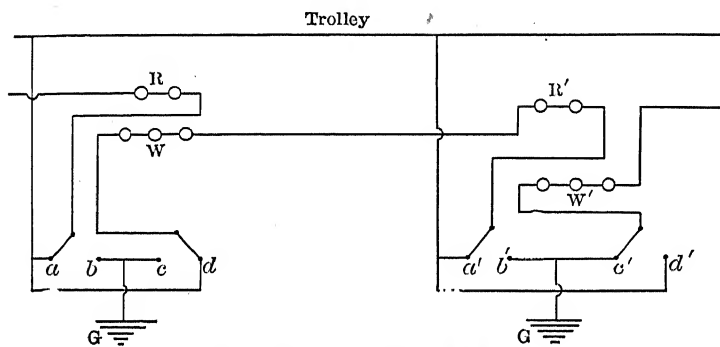 Trolley
R
R′
W
W′
a b c d
a′ b′ c′ d′
G
G